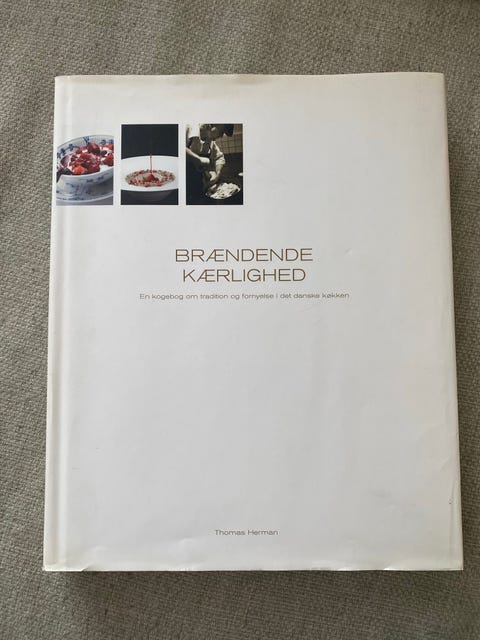 BRÆNDENDE
KÆRLIGHED
En kogebog om tradition og fornyelse i det danske køkken
Thomas Herman